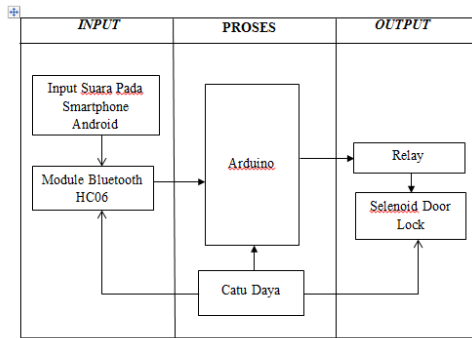 INPUT
PROSES
OUTPUT
Input Suara Pada
Smartphone
Android
Module Bluetooth
HC06
Arduino
Relay
Selenoid Door
Lock
Catu Daya